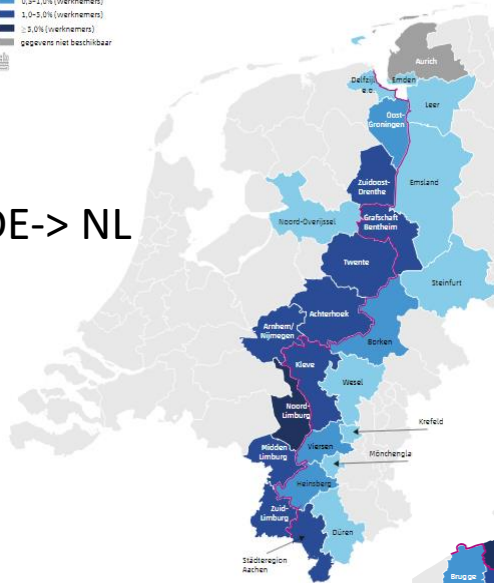 0,5–1,0% (werknemers)
1,0–5,0% (werknemers)
≥5,0% (werknemers)
gegevens niet beschikbaar
DE-> NL
Aurich
Delfzijl
e.o.
Emden
Leer
Oost-
Groningen
Emsland
Zuidoost-
Drenthe
Noord-Overijssel
Grafschaft
Bentheim
Twente
Steinfurt
Achterhoek
Arnhem/
Nijmegen
Borken
Kleve
Wesel
Noord-
Limburg
Krefeld
Viersen
Midden
Limburg
Mönchengla
Heinsberg
Zuid-
Limburg
Düren
Städteregion
Aachen
Brugge